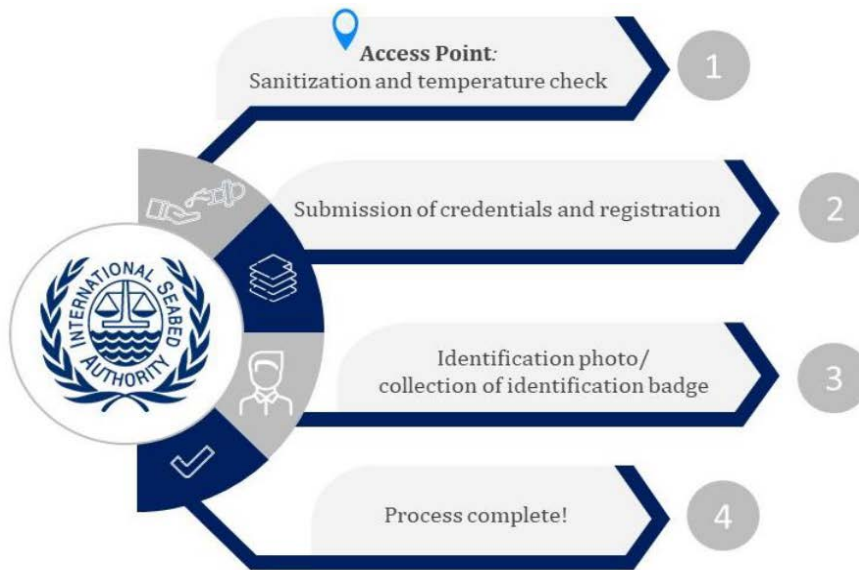 Access Point:
Sanitization and temperature check
1
Submission of credentials and registration
2
INTERNATIONAL SEABED
AUTHORITY
Identification photo/
collection of identification badge
3
Process complete!
4